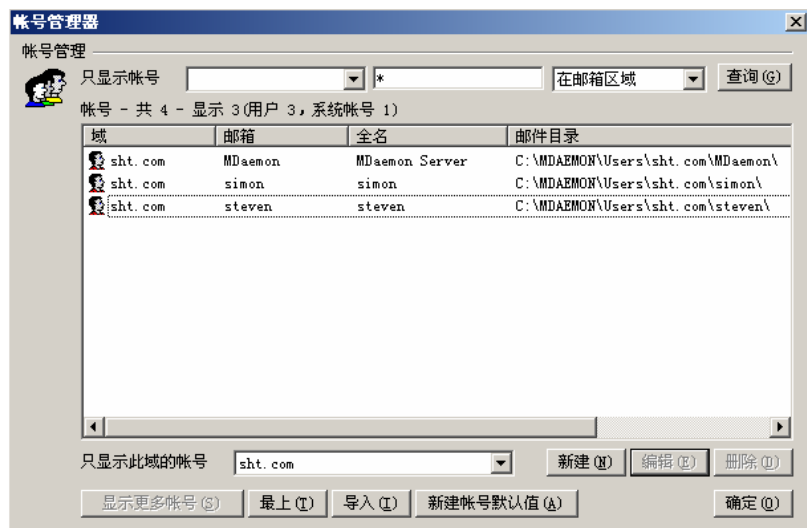 帐号管理器
帐号管理
只显示帐号 * 在邮箱区域 查询(G)
帐号 - 共 4 - 显示 3(用户 3, 系统帐号 1)
域 邮箱 全名 邮件目录
sht.com MDaemon MDaemon Server C:\MDAEMON\Users\sht.com\MDaemon\
sht.com simon simon C:\MDAEMON\Users\sht.com\simon\
sht.com steven steven C:\MDAEMON\Users\sht.com\steven\
只显示此域的帐号 sht.com 新建(N) 编辑(E) 册除(D)
显示更多帐号(S) 最上(T) 导入(I) 新建帐号默认值(A) 确定(O)